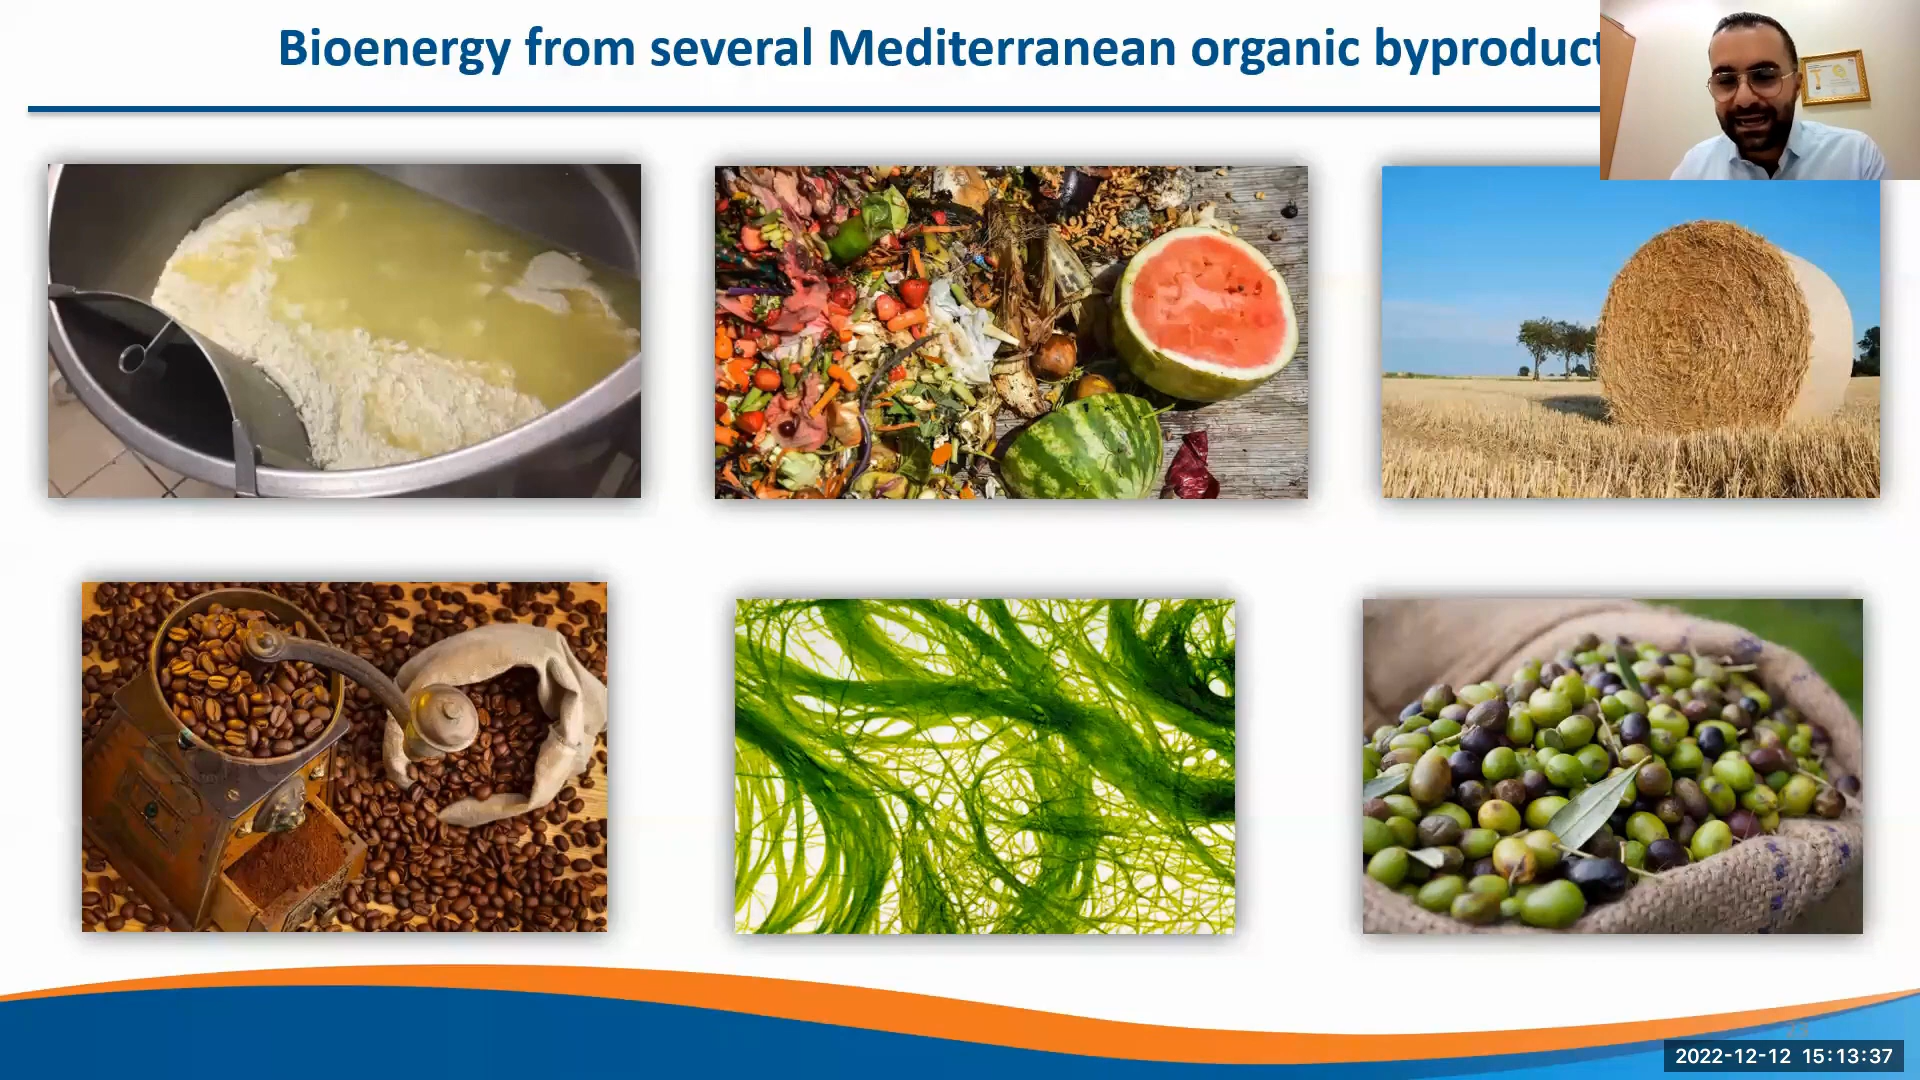 Bioenergy from several Mediterranean organic byproduct
2022-12-12 15:13:37